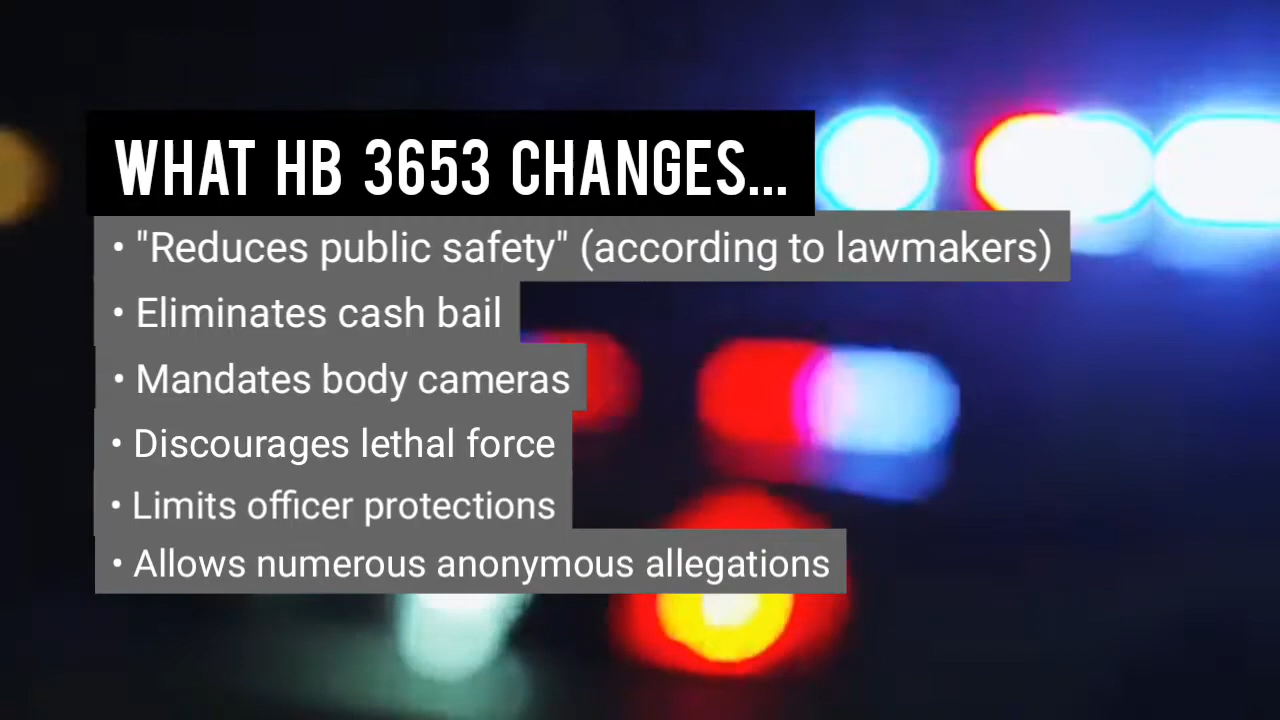 WHAT HB 3653 CHANGES...
• "Reduces public safety" (according to lawmakers)
• Eliminates cash bail
• Mandates body cameras
• Discourages lethal force
• Limits officer protections
• Allows numerous anonymous allegations